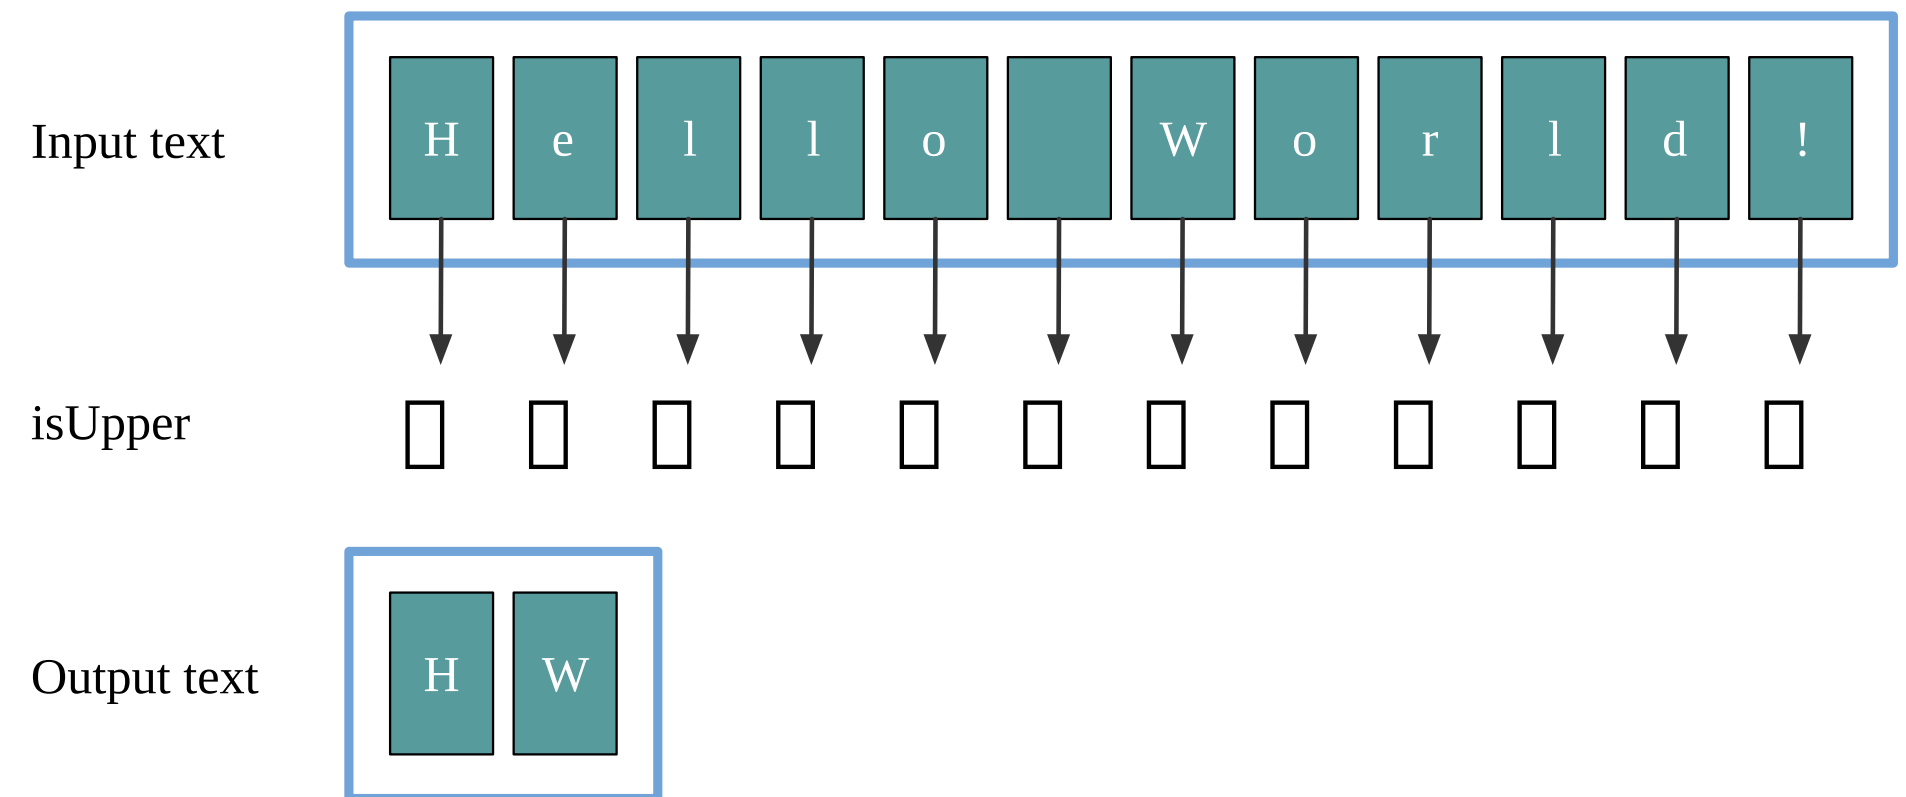 Input text H e l l o W o r l d !
isUpper
Output text H W